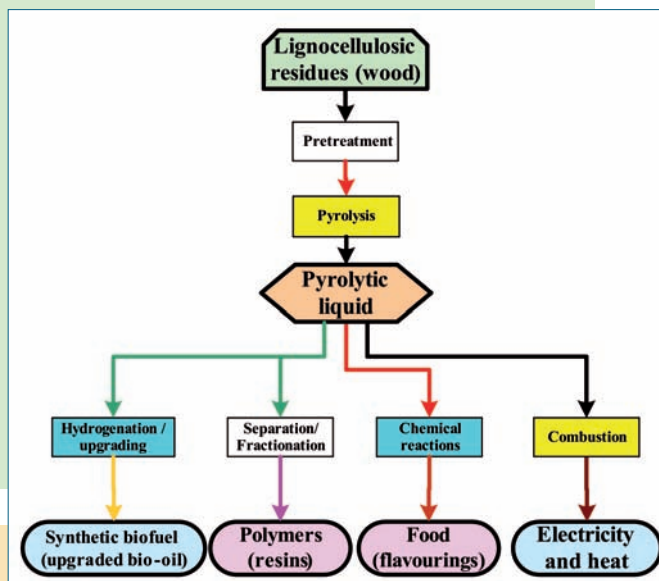 Lignocellulosic
residues (wood)
Pretreatment
Pyrolysis
Pyrolytic
liquid
Hydrogenation /
upgrading
Separation/
Fractionation
Chemical
reactions
Combustion
Synthetic biofuel
(upgraded bio-oil)
Polymers
(resins)
Food
(flavourings)
Electricity
and heat